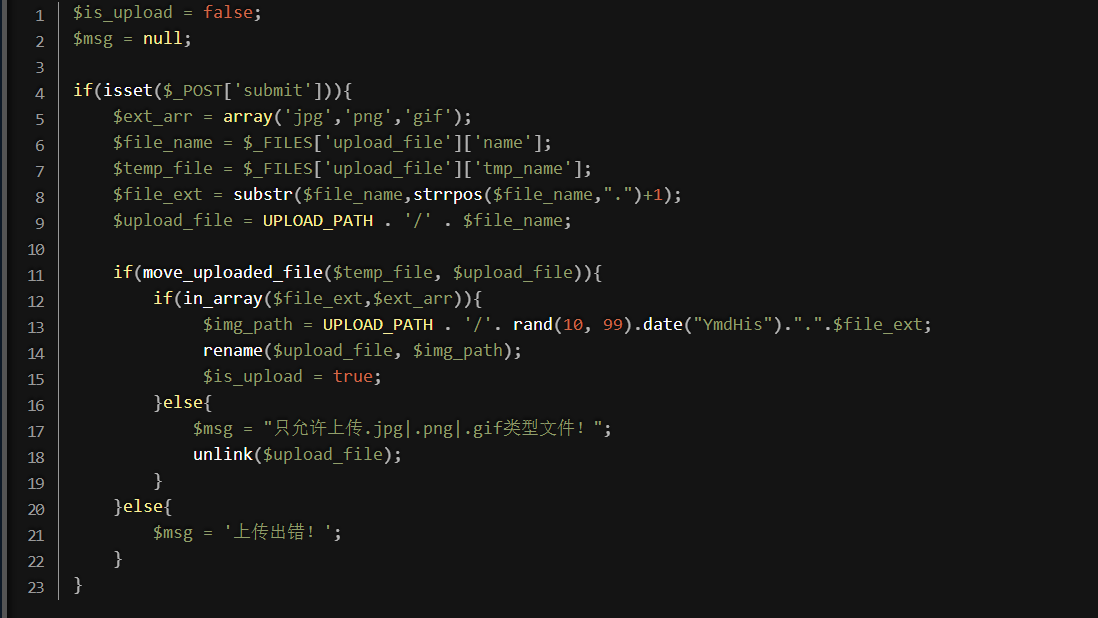 1 $is_upload = false;
2 $msg = null;
3
4 if(isset($_POST['submit'])){
5     $ext_arr = array('jpg','png','gif');
6     $file_name = $_FILES['upload_file']['name'];
7     $temp_file = $_FILES['upload_file']['tmp_name'];
8     $file_ext = substr($file_name,strrpos($file_name,".")+1);
9     $upload_file = UPLOAD_PATH . '/' . $file_name;
10
11     if(move_uploaded_file($temp_file, $upload_file)){
12         if(in_array($file_ext,$ext_arr)){
13              $img_path = UPLOAD_PATH . '/'. rand(10, 99).date("YmdHis").".".$file_ext;
14              rename($upload_file, $img_path);
15              $is_upload = true;
16         }else{
17             $msg = "只允许上传.jpg|.png|.gif类型文件！";
18             unlink($upload_file);
19         }
20     }else{
21         $msg = '上传出错！';
22     }
23 }